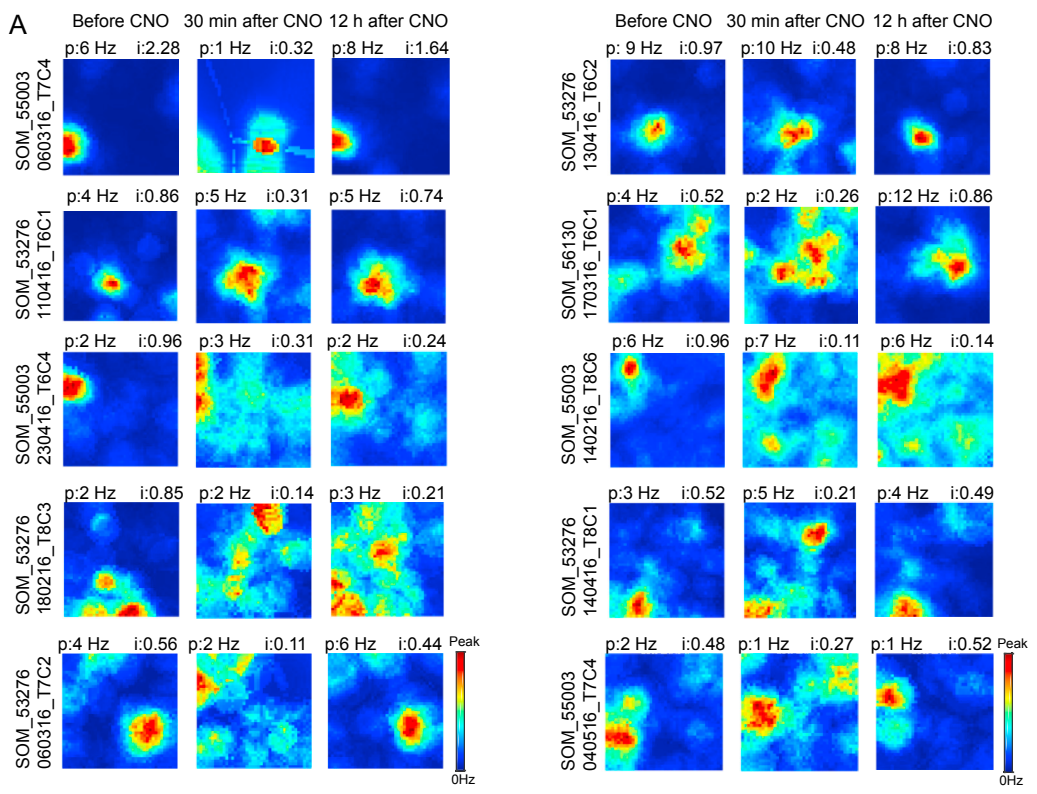 A
Before CNO 30 min after CNO 12 h after CNO
Before CNO 30 min after CNO 12 h after CNO
SOM_55003
060316_T7C4
p:6 Hz i:2.28 p:1 Hz i:0.32 p:8 Hz i:1.64
SOM_53276
130416_T6C2
p: 9 Hz i:0.97 p:10 Hz i:0.48 p:8 Hz i:0.83
SOM_53276
110416_T6C1
p:4 Hz i:0.86 p:5 Hz i:0.31 p:5 Hz i:0.74
SOM_56130
170316_T6C1
p:4 Hz i:0.52 p:2 Hz i:0.26 p:12 Hz i:0.86
SOM_55003
230416_T6C4
p:2 Hz i:0.96 p:3 Hz i:0.31 p:2 Hz i:0.24
SOM_55003
140216_T8C6
p:6 Hz i:0.96 p:7 Hz i:0.11 p:6 Hz i:0.14
SOM_53276
180216_T8C3
p:2 Hz i:0.85 p:2 Hz i:0.14 p:3 Hz i:0.21
SOM_53276
140416_T8C1
p:3 Hz i:0.52 p:5 Hz i:0.21 p:4 Hz i:0.49
SOM_53276
060316_T7C2
p:4 Hz i:0.56 p:2 Hz i:0.11 p:6 Hz i:0.44
Peak
0Hz
SOM_55003
040516_T7C4
p:2 Hz i:0.48 p:1 Hz i:0.27 p:1 Hz i:0.52
Peak
0Hz